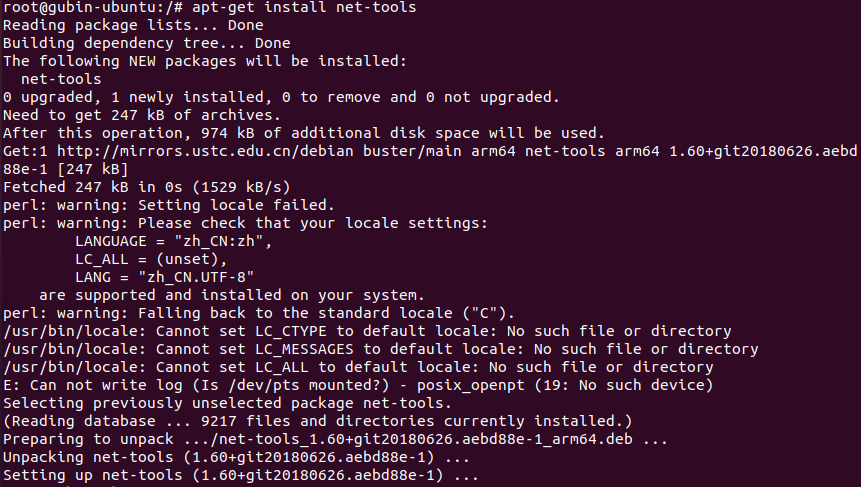 root@gubin-ubuntu:/# apt-get install net-tools
Reading package lists... Done
Building dependency tree... Done
The following NEW packages will be installed:
  net-tools
0 upgraded, 1 newly installed, 0 to remove and 0 not upgraded.
Need to get 247 kB of archives.
After this operation, 974 kB of additional disk space will be used.
Get:1 http://mirrors.ustc.edu.cn/debian buster/main arm64 net-tools arm64 1.60+git20180626.aebd
88e-1 [247 kB]
Fetched 247 kB in 0s (1529 kB/s)
perl: warning: Setting locale failed.
perl: warning: Please check that your locale settings:
        LANGUAGE = "zh_CN:zh",
        LC_ALL = (unset),
        LANG = "zh_CN.UTF-8"
    are supported and installed on your system.
perl: warning: Falling back to the standard locale ("C").
/usr/bin/locale: Cannot set LC_CTYPE to default locale: No such file or directory
/usr/bin/locale: Cannot set LC_MESSAGES to default locale: No such file or directory
/usr/bin/locale: Cannot set LC_ALL to default locale: No such file or directory
E: Can not write log (Is /dev/pts mounted?) - posix_openpt (19: No such device)
Selecting previously unselected package net-tools.
(Reading database ... 9217 files and directories currently installed.)
Preparing to unpack .../net-tools_1.60+git20180626.aebd88e-1_arm64.deb ...
Unpacking net-tools (1.60+git20180626.aebd88e-1) ...
Setting up net-tools (1.60+git20180626.aebd88e-1) ...